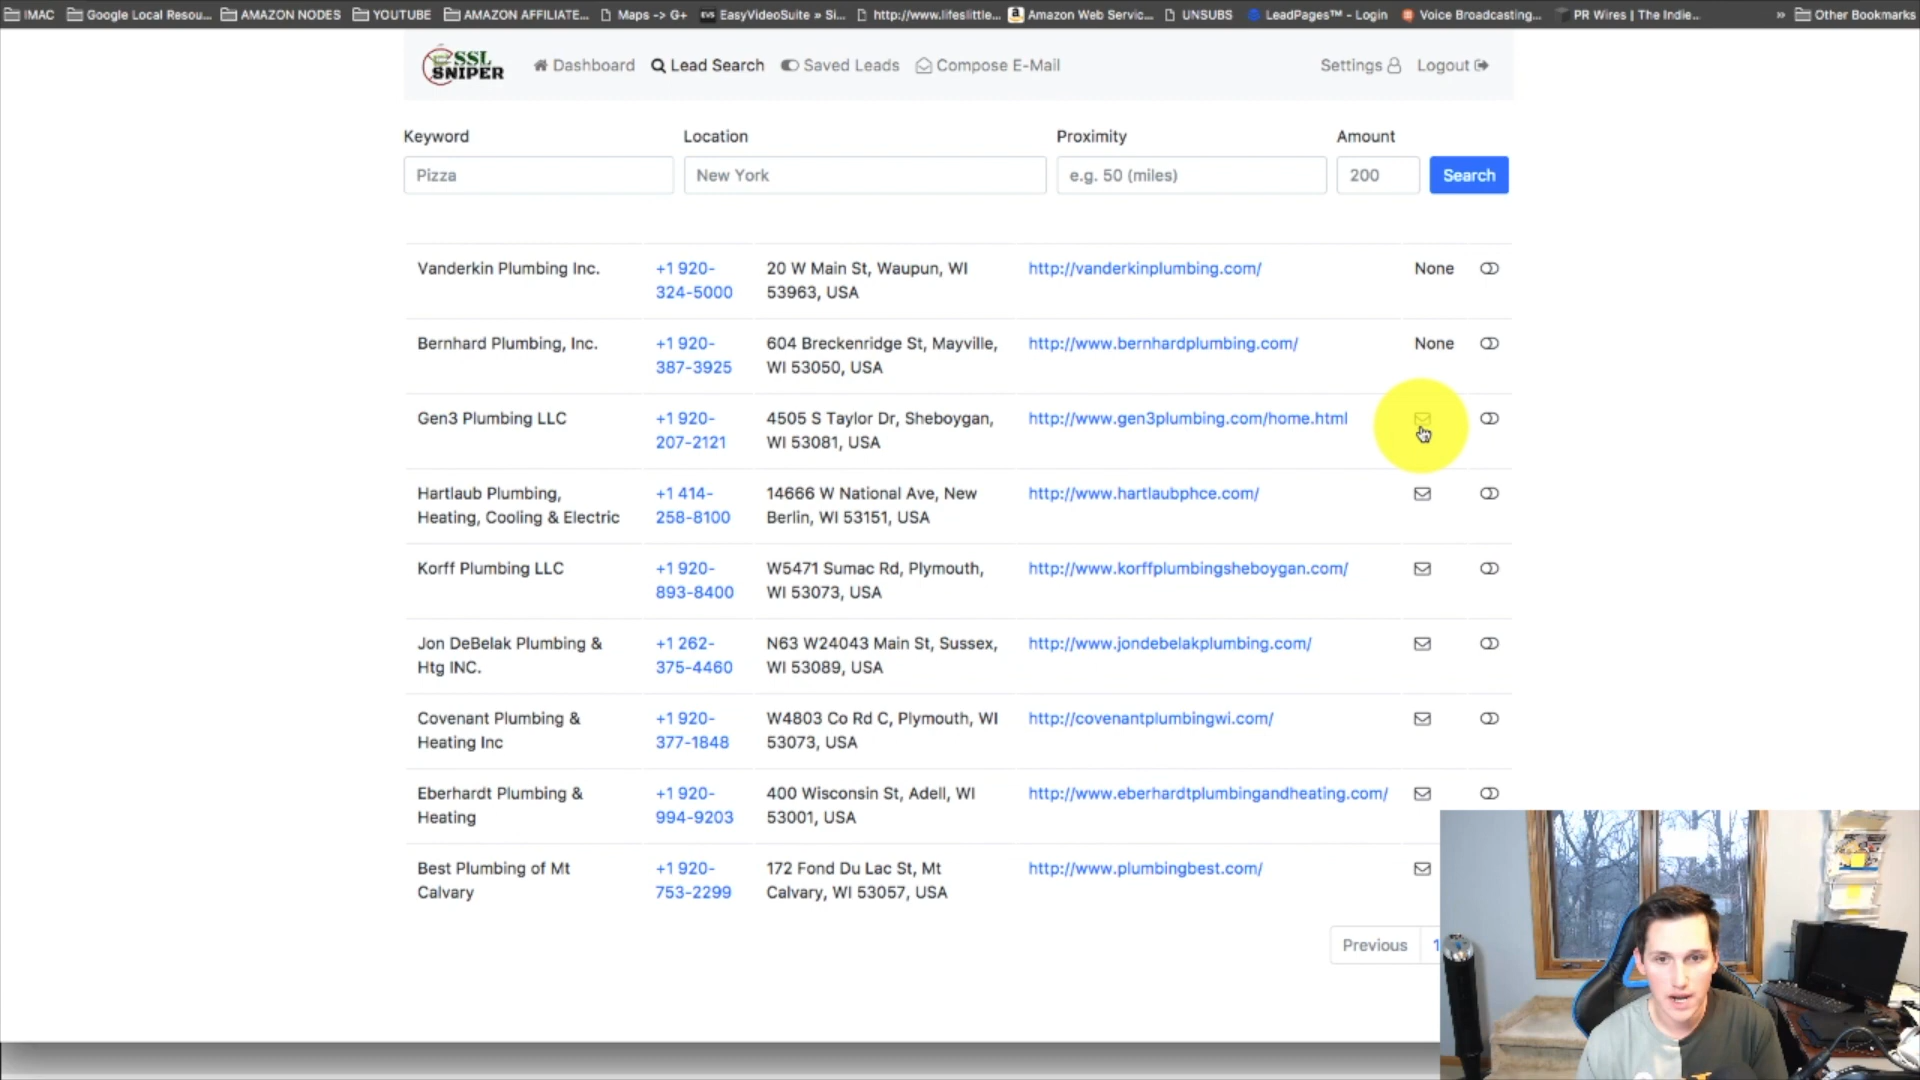 IMAC Google Local Resou... AMAZON NODES YOUTUBE AMAZON AFFILIATE... Maps -> G+ EVS EasyVideoSuite » Si... http://www.lifeslittle... Amazon Web Servic... UNSUBS LeadPages™ - Login Voice Broadcasting... PR Wires | The Indie... » Other Bookmarks
SSL SNIPER Dashboard Lead Search Saved Leads Compose E-Mail Settings Logout
Keyword Location Proximity Amount
Pizza New York e.g. 50 (miles) 200 Search
Vanderkin Plumbing Inc. +1 920- 20 W Main St, Waupun, WI http://vanderkinplumbing.com/ None
324-5000 53963, USA
Bernhard Plumbing, Inc. +1 920- 604 Breckenridge St, Mayville, http://www.bernhardplumbing.com/ None
387-3925 WI 53050, USA
Gen3 Plumbing LLC +1 920- 4505 S Taylor Dr, Sheboygan, http://www.gen3plumbing.com/home.html
207-2121 WI 53081, USA
Hartlaub Plumbing, +1 414- 14666 W National Ave, New http://www.hartlaubphce.com/
Heating, Cooling & Electric 258-8100 Berlin, WI 53151, USA
Korff Plumbing LLC +1 920- W5471 Sumac Rd, Plymouth, http://www.korffplumbingsheboygan.com/
893-8400 WI 53073, USA
Jon DeBelak Plumbing & +1 262- N63 W24043 Main St, Sussex, http://www.jondebelakplumbing.com/
Htg INC. 375-4460 WI 53089, USA
Covenant Plumbing & +1 920- W4803 Co Rd C, Plymouth, WI http://covenantplumbingwi.com/
Heating Inc 377-1848 53073, USA
Eberhardt Plumbing & +1 920- 400 Wisconsin St, Adell, WI http://www.eberhardtplumbingandheating.com/
Heating 994-9203 53001, USA
Best Plumbing of Mt +1 920- 172 Fond Du Lac St, Mt http://www.plumbingbest.com/
Calvary 753-2299 Calvary, WI 53057, USA
Previous 1